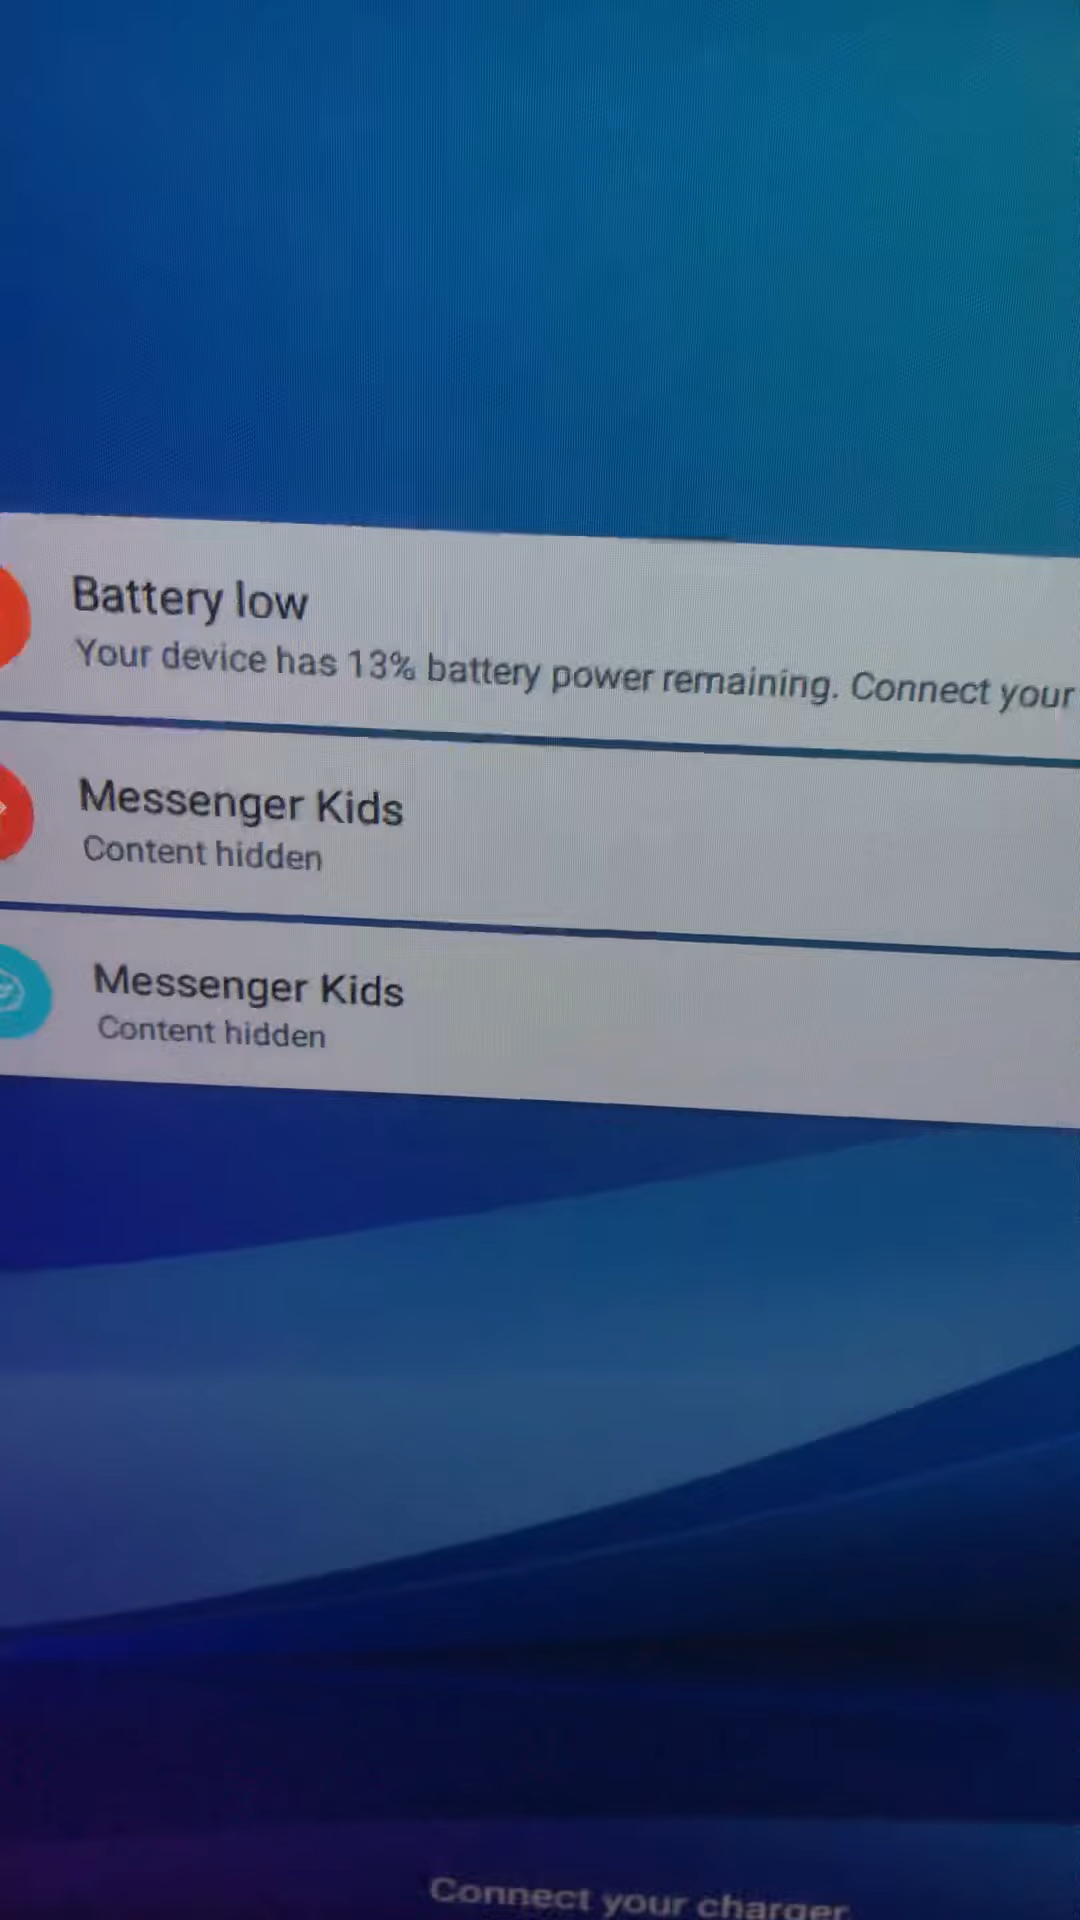 Battery low
Your device has 13% battery power remaining. Connect your
Messenger Kids
Content hidden
Messenger Kids
Content hidden
Connect your charger